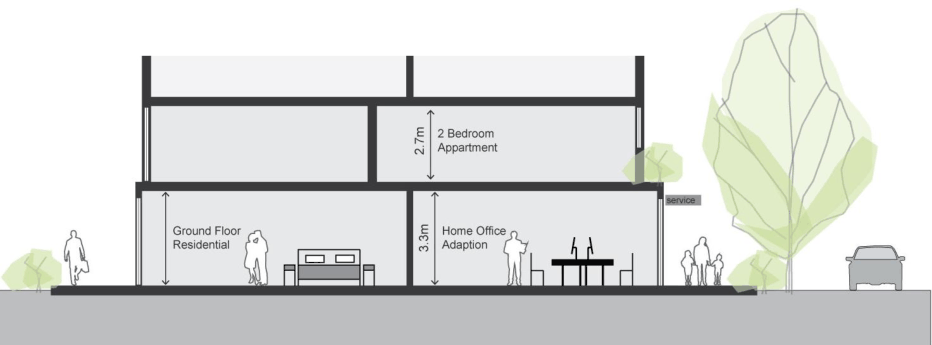 2.7m
2 Bedroom
Appartment
service
Ground Floor
Residential
3.3m
Home Office
Adaption